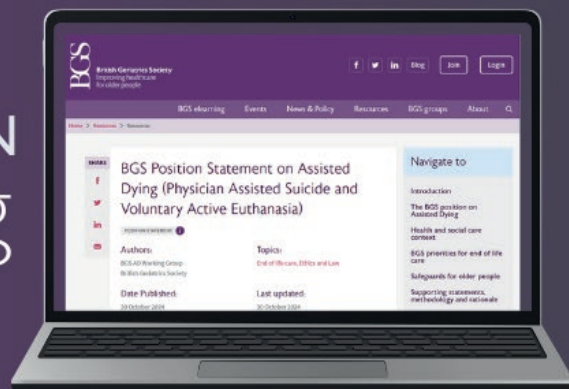 N
BGS
British Geriatrics Society
Improving healthcare
for older people
Blog
Join
Login
BGS elearning
Events
News & Policy
Resources
BGS groups
About
Home > Resources > Resources
SHARE
BGS Position Statement on Assisted
Dying (Physician Assisted Suicide and
Voluntary Active Euthanasia)
POSITION STATEMENT
Authors:
BGS AD Working Group
British Geriatrics Society
Topics:
End of life care, Ethics and Law
Date Published:
30 October 2024
Last updated:
30 October 2024
Navigate to
Introduction
The BGS position on
Assisted Dying
Health and social care
context
BGS priorities for end of life
care
Safeguards for older people
Supporting statements,
methodology and rationale